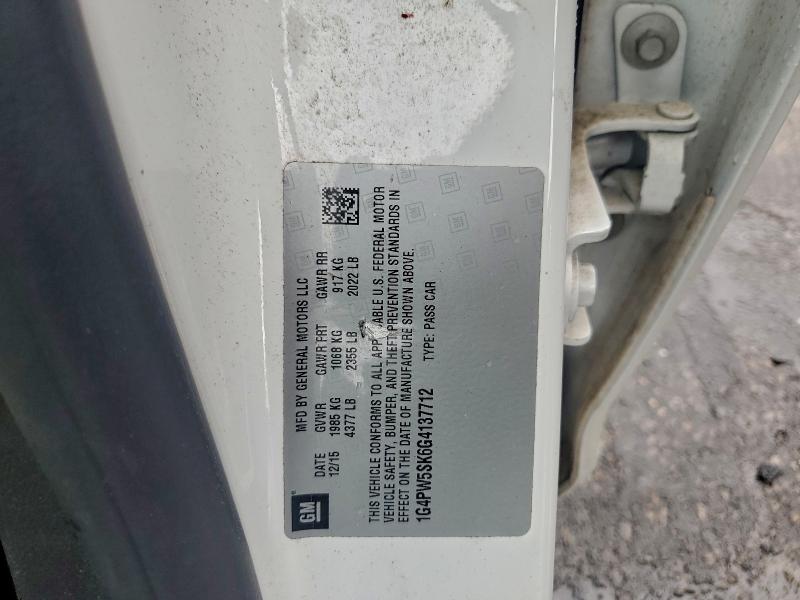 GM
MFD BY GENERAL MOTORS LLC
DATE GVWR GAWR FRT GAWR RR
12/15 1985 KG 1068 KG 917 KG
4377 LB 2355 LB 2022 LB
THIS VEHICLE CONFORMS TO ALL APPLICABLE U.S. FEDERAL MOTOR
VEHICLE SAFETY, BUMPER, AND THEFT PREVENTION STANDARDS IN
EFFECT ON THE DATE OF MANUFACTURE SHOWN ABOVE.
1G4PW5SK6G4137712 TYPE: PASS CAR